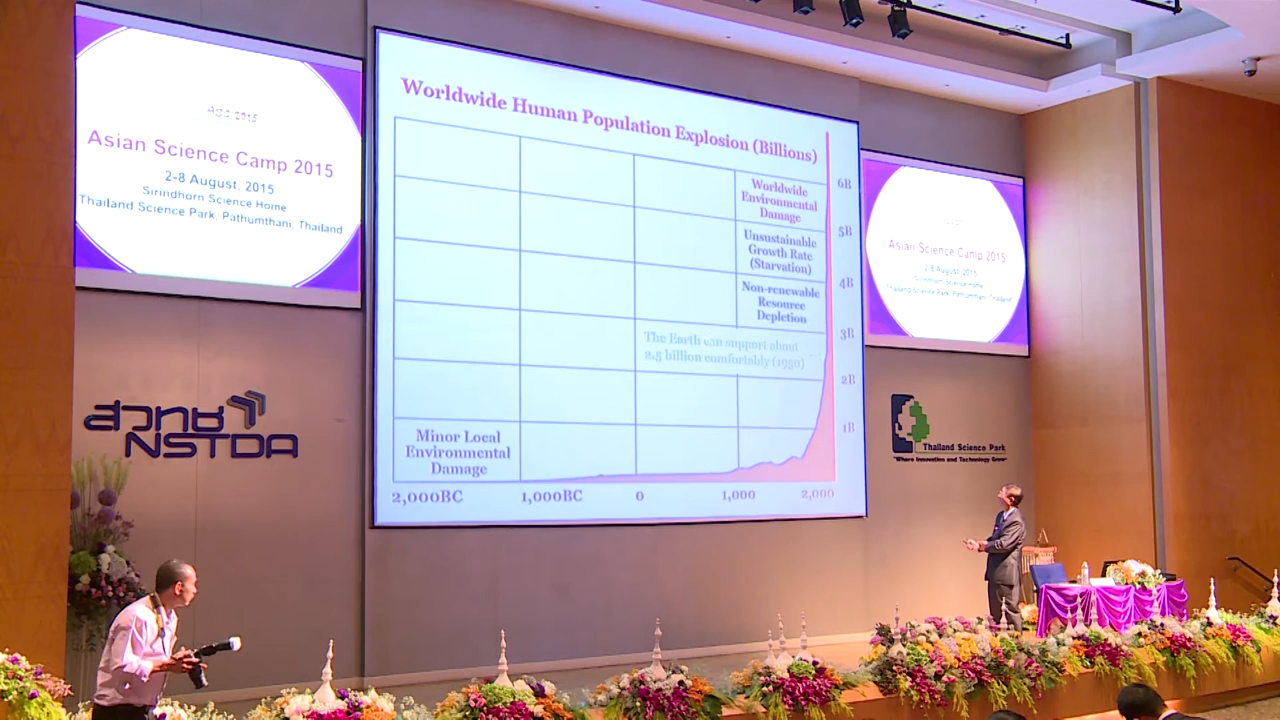 ASC 2015
Asian Science Camp 2015
2-8 August, 2015
Sirindhorn Science Home
Thailand Science Park, Pathumthani, Thailand
Worldwide Human Population Explosion (Billions)
6B
Worldwide
Environmental
Damage
5B
Unsustainable
Growth Rate
(Starvation)
4B
Non-renewable
Resource
Depletion
3B
The Earth can support about
2.5 billion comfortably (1950)
2B
1B
Minor Local
Environmental
Damage
2,000BC
1,000BC
0
1,000
2,000
Asian Science Camp 2015
2-8 August, 2015
Sirindhorn Science Home
Thailand Science Park, Pathumthani, Thailand
สวทช
NSTDA
Thailand Science Park
"Where Innovation and Technology Grow"